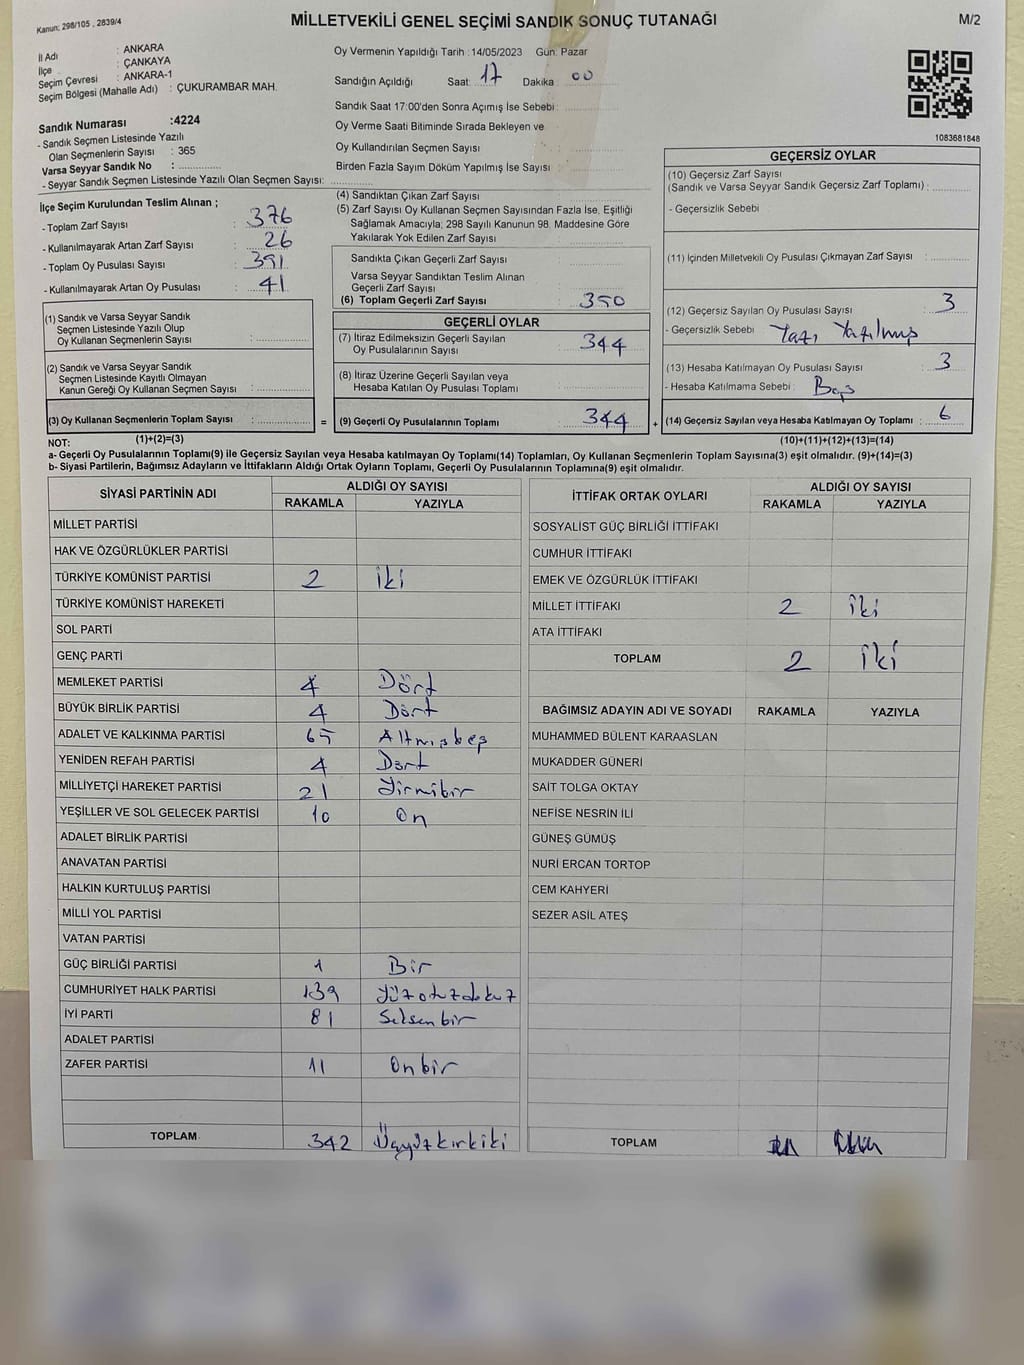 Kanun; 298/105 , 2839/4
MİLLETVEKİLİ GENEL SEÇİMİ SANDIK SONUÇ TUTANAĞI
M/2
İl Adı : ANKARA
İlçe : ÇANKAYA
Seçim Çevresi : ANKARA-1
Seçim Bölgesi (Mahalle Adı) : ÇUKURAMBAR MAH.
Sandık Numarası :4224
- Sandık Seçmen Listesinde Yazılı
Olan Seçmenlerin Sayısı : 365
Varsa Seyyar Sandık No :
- Seyyar Sandık Seçmen Listesinde Yazılı Olan Seçmen Sayısı:
İlçe Seçim Kurulundan Teslim Alınan ;
- Toplam Zarf Sayısı : 376
- Kullanılmayarak Artan Zarf Sayısı : 26
- Toplam Oy Pusulası Sayısı : 391
- Kullanılmayarak Artan Oy Pusulası : 41
(1) Sandık ve Varsa Seyyar Sandık
Seçmen Listesinde Yazılı Olup
Oy Kullanan Seçmenlerin Sayısı :
(2) Sandık ve Varsa Seyyar Sandık
Seçmen Listesinde Kayıtlı Olmayan
Kanun Gereği Oy Kullanan Seçmen Sayısı :
(3) Oy Kullanan Seçmenlerin Toplam Sayısı :
Oy Vermenin Yapıldığı Tarih : 14/05/2023 Gün: Pazar
Sandığın Açıldığı Saat: 17 Dakika : 00
Sandık Saat 17:00'den Sonra Açımış İse Sebebi :
Oy Verme Saati Bitiminde Sırada Bekleyen ve
Oy Kullandırılan Seçmen Sayısı :
Birden Fazla Sayım Döküm Yapılmış İse Sayısı :
(4) Sandıktan Çıkan Zarf Sayısı :
(5) Zarf Sayısı Oy Kullanan Seçmen Sayısından Fazla İse, Eşitliği
Sağlamak Amacıyla; 298 Sayılı Kanunun 98. Maddesine Göre
Yakılarak Yok Edilen Zarf Sayısı :
Sandıkta Çıkan Geçerli Zarf Sayısı :
Varsa Seyyar Sandıktan Teslim Alınan
Geçerli Zarf Sayısı :
(6) Toplam Geçerli Zarf Sayısı : 350
GEÇERLİ OYLAR
(7) İtiraz Edilmeksizin Geçerli Sayılan
Oy Pusulalarının Sayısı : 344
(8) İtiraz Üzerine Geçerli Sayılan veya
Hesaba Katılan Oy Pusulası Toplamı :
= (9) Geçerli Oy Pusulalarının Toplamı : 344 +
1083681848
GEÇERSİZ OYLAR
(10) Geçersiz Zarf Sayısı
(Sandık ve Varsa Seyyar Sandık Geçersiz Zarf Toplamı) :
- Geçersizlik Sebebi
(11) İçinden Milletvekili Oy Pusulası Çıkmayan Zarf Sayısı :
(12) Geçersiz Sayılan Oy Pusulası Sayısı : 3
- Geçersizlik Sebebi : Yazı Yazılmış
(13) Hesaba Katılmayan Oy Pusulası Sayısı : 3
- Hesaba Katılmama Sebebi : Boş
(14) Geçersiz Sayılan veya Hesaba Katılmayan Oy Toplamı : 6
NOT: (1)+(2)=(3) (10)+(11)+(12)+(13)=(14)
a- Geçerli Oy Pusulalarının Toplamı(9) ile Geçersiz Sayılan veya Hesaba katılmayan Oy Toplamı(14) Toplamları, Oy Kullanan Seçmenlerin Toplam Sayısına(3) eşit olmalıdır. (9)+(14)=(3)
b- Siyasi Partilerin, Bağımsız Adayların ve İttifakların Aldığı Ortak Oyların Toplamı, Geçerli Oy Pusulalarının Toplamına(9) eşit olmalıdır.
SİYASİ PARTİNİN ADI ALDIĞI OY SAYISI
RAKAMLA YAZIYLA
MİLLET PARTİSİ
HAK VE ÖZGÜRLÜKLER PARTİSİ
TÜRKİYE KOMÜNİST PARTİSİ 2 iki
TÜRKİYE KOMÜNİST HAREKETİ
SOL PARTİ
GENÇ PARTİ
MEMLEKET PARTİSİ 4 Dört
BÜYÜK BİRLİK PARTİSİ 4 Dört
ADALET VE KALKINMA PARTİSİ 65 Altmışbeş
YENİDEN REFAH PARTİSİ 4 Dört
MİLLİYETÇİ HAREKET PARTİSİ 21 Yirmibir
YEŞİLLER VE SOL GELECEK PARTİSİ 10 On
ADALET BİRLİK PARTİSİ
ANAVATAN PARTİSİ
HALKIN KURTULUŞ PARTİSİ
MİLLİ YOL PARTİSİ
VATAN PARTİSİ
GÜÇ BİRLİĞİ PARTİSİ 1 Bir
CUMHURİYET HALK PARTİSİ 139 Yüzotuzdokuz
İYİ PARTİ 81 Seksenbir
ADALET PARTİSİ
ZAFER PARTİSİ 11 Onbir
TOPLAM 342 Üçyüzkırkiki
İTTİFAK ORTAK OYLARI ALDIĞI OY SAYISI
RAKAMLA YAZIYLA
SOSYALİST GÜÇ BİRLİĞİ İTTİFAKI
CUMHUR İTTİFAKI
EMEK VE ÖZGÜRLÜK İTTİFAKI
MİLLET İTTİFAKI 2 iki
ATA İTTİFAKI
TOPLAM 2 iki
BAĞIMSIZ ADAYIN ADI VE SOYADI RAKAMLA YAZIYLA
MUHAMMED BÜLENT KARAASLAN
MUKADDER GÜNERİ
SAİT TOLGA OKTAY
NEFİSE NESRİN İLİ
GÜNEŞ GÜMÜŞ
NURİ ERCAN TORTOP
CEM KAHYERİ
SEZER ASİL ATEŞ
TOPLAM